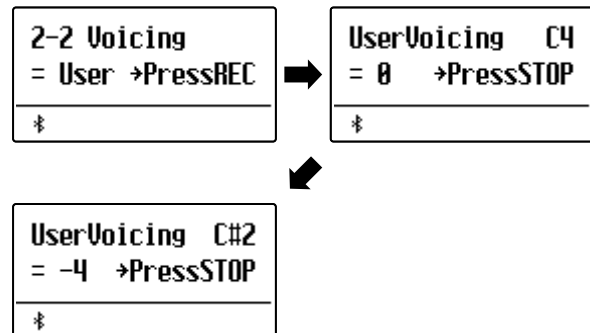 2-2 Voicing
= User →PressREC
UserVoicing C4
= 0 →PressSTOP
UserVoicing C#2
= -4 →PressSTOP